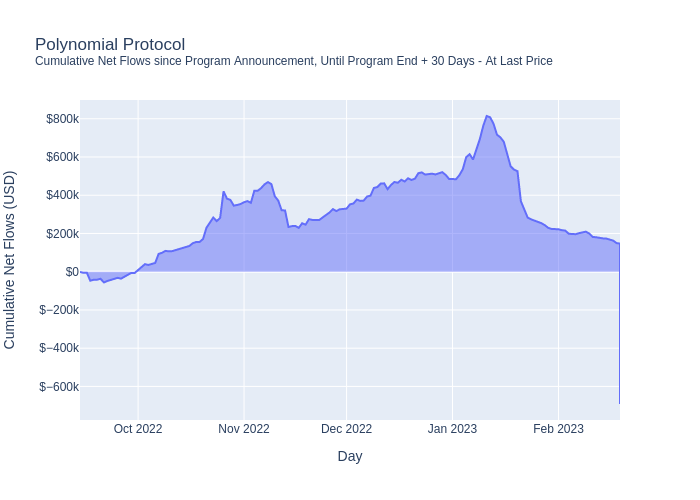 Polynomial Protocol
Cumulative Net Flows since Program Announcement, Until Program End + 30 Days - At Last Price
Cumulative Net Flows (USD)
$800k
$600k
$400k
$200k
$0
$−200k
$−400k
$−600k
Oct 2022 Nov 2022 Dec 2022 Jan 2023 Feb 2023
Day